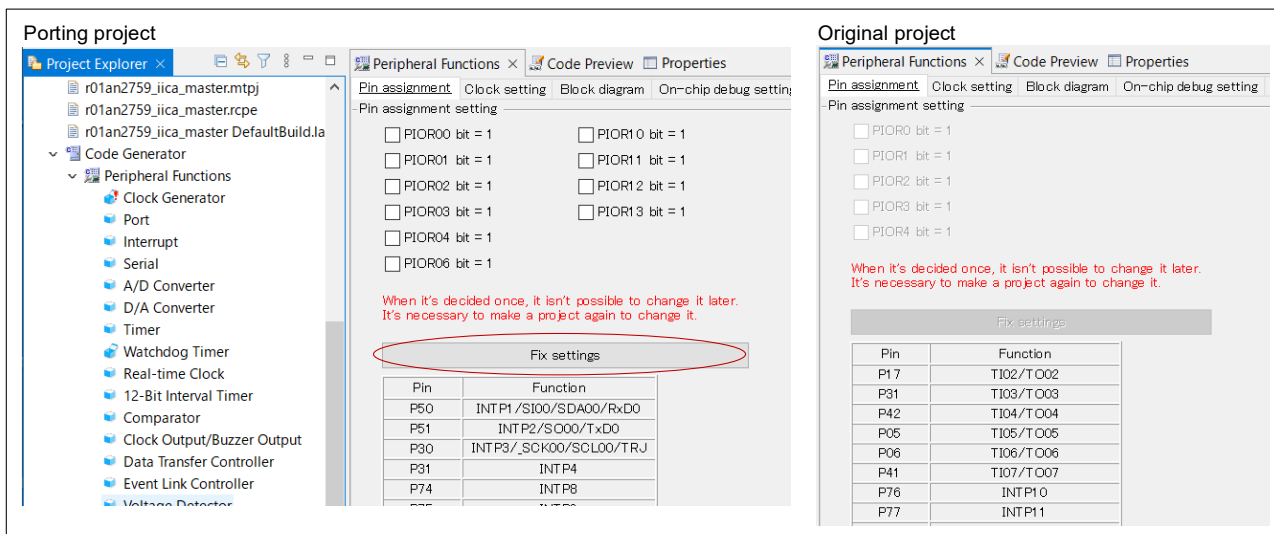 Porting project
Project Explorer
r01an2759_iica_master.mtpj
r01an2759_iica_master.rcpe
r01an2759_iica_master DefaultBuild.la
Code Generator
Peripheral Functions
Clock Generator
Port
Interrupt
Serial
A/D Converter
D/A Converter
Timer
Watchdog Timer
Real-time Clock
12-Bit Interval Timer
Comparator
Clock Output/Buzzer Output
Data Transfer Controller
Event Link Controller
Voltage Detector
Peripheral Functions Code Preview Properties
Pin assignment Clock setting Block diagram On-chip debug setting
Pin assignment setting
PIOR00 bit = 1 PIOR10 bit = 1
PIOR01 bit = 1 PIOR11 bit = 1
PIOR02 bit = 1 PIOR12 bit = 1
PIOR03 bit = 1 PIOR13 bit = 1
PIOR04 bit = 1
PIOR06 bit = 1
When it's decided once, it isn't possible to change it later.
It's necessary to make a project again to change it.
Fix settings
Pin Function
P50 INTP1/SI00/SDA00/RxD0
P51 INTP2/SO00/TxD0
P30 INTP3/_SCK00/SCL00/TRJ
P31 INTP4
P74 INTP8
Original project
Peripheral Functions Code Preview Properties
Pin assignment Clock setting Block diagram On-chip debug setting
Pin assignment setting
PIOR0 bit = 1
PIOR1 bit = 1
PIOR2 bit = 1
PIOR3 bit = 1
PIOR4 bit = 1
When it's decided once, it isn't possible to change it later.
It's necessary to make a project again to change it.
Fix settings
Pin Function
P17 TI02/TO02
P31 TI03/TO03
P42 TI04/TO04
P05 TI05/TO05
P06 TI06/TO06
P41 TI07/TO07
P76 INTP10
P77 INTP11